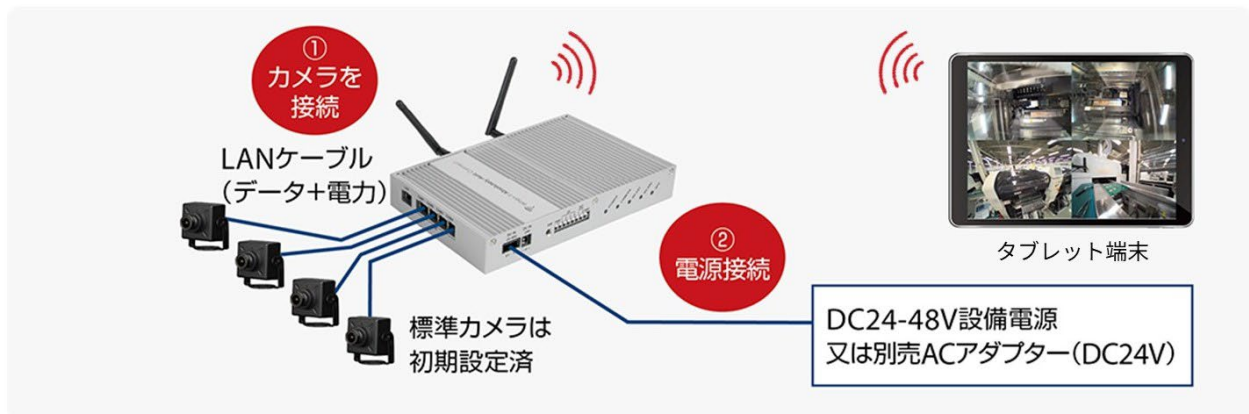 ①
カメラを
接続
LANケーブル
（データ+電力）
標準カメラは
初期設定済
②
電源接続
タブレット端末
DC24-48V設備電源
又は別売ACアダプター（DC24V）